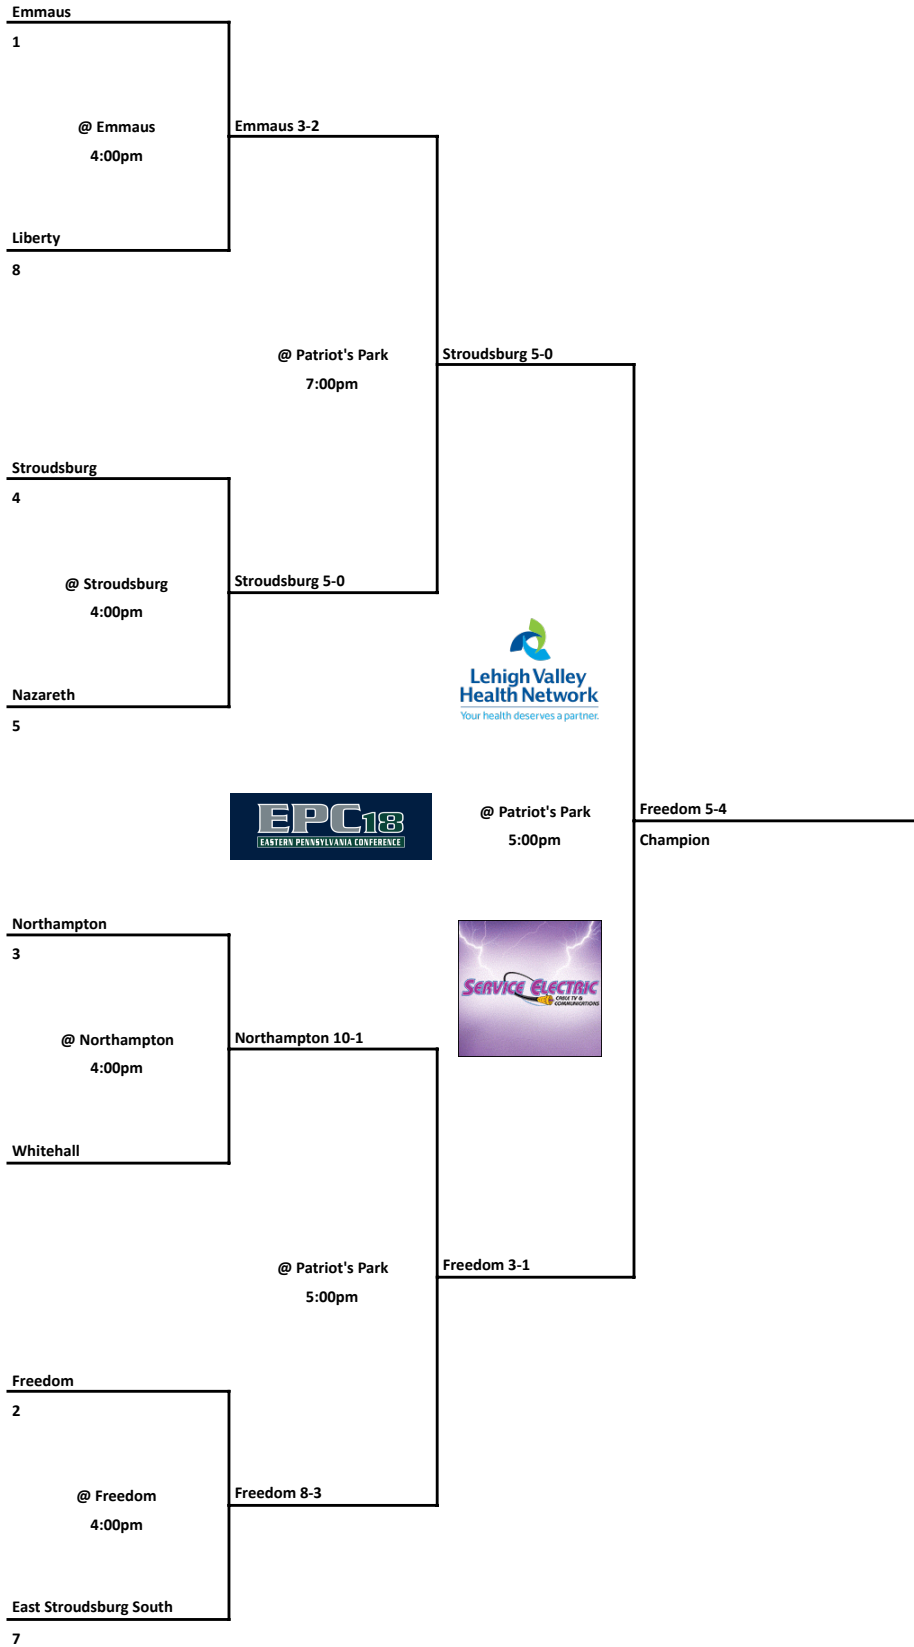 Emmaus
1
@ Emmaus
4:00pm
Emmaus 3-2
Liberty
8
@ Patriot's Park
7:00pm
Stroudsburg 5-0
Stroudsburg
4
@ Stroudsburg
4:00pm
Stroudsburg 5-0
Nazareth
5
Lehigh Valley
Health Network
Your health deserves a partner.
EPC18
EASTERN PENNSYLVANIA CONFERENCE
@ Patriot's Park
5:00pm
Freedom 5-4
Champion
Northampton
3
@ Northampton
4:00pm
Northampton 10-1
SERVICE ELECTRIC
CABLE TV &
COMMUNICATIONS
Whitehall
@ Patriot's Park
5:00pm
Freedom 3-1
Freedom
2
@ Freedom
4:00pm
Freedom 8-3
East Stroudsburg South
7